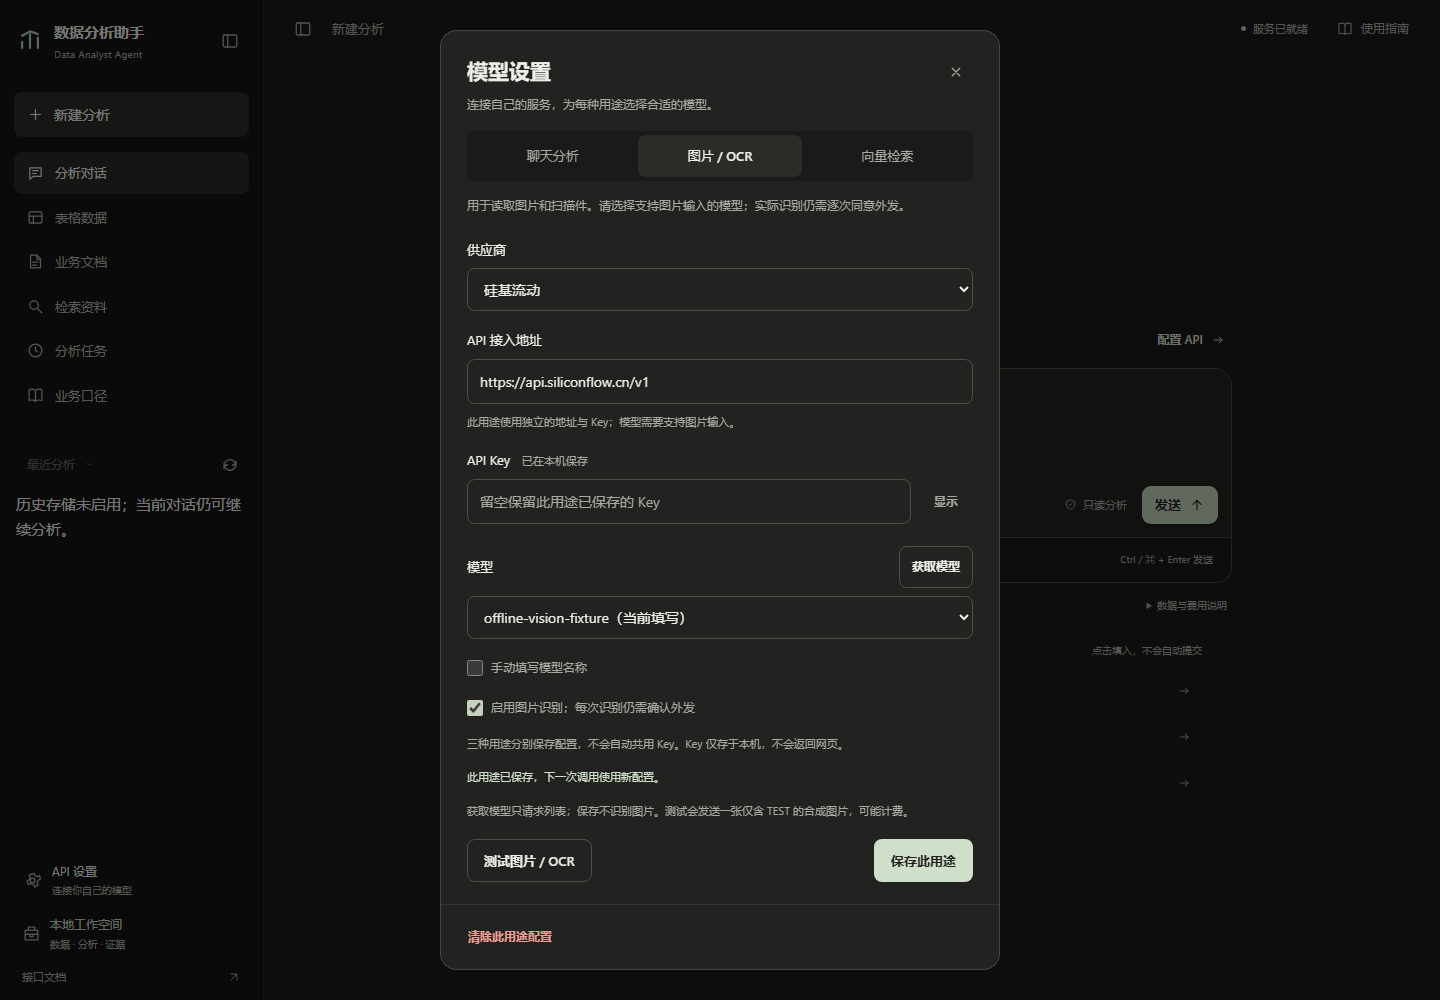 数据分析助手
Data Analyst Agent
新建分析
分析对话
表格数据
业务文档
检索资料
分析任务
业务口径
最近分析
历史存储未启用；当前对话仍可继
续分析。
API 设置
连接你自己的模型
本地工作空间
数据 · 分析 · 证据
接口文档
新建分析
服务已就绪
使用指南
配置 API
只读分析
发送
Ctrl / ⌘ + Enter 发送
数据与费用说明
点击填入，不会自动提交
模型设置
连接自己的服务，为每种用途选择合适的模型。
聊天分析
图片 / OCR
向量检索
用于读取图片和扫描件。请选择支持图片输入的模型；实际识别仍需逐次同意外发。
供应商
硅基流动
API 接入地址
https://api.siliconflow.cn/v1
此用途使用独立的地址与 Key；模型需要支持图片输入。
API Key 已在本机保存
留空保留此用途已保存的 Key
显示
模型
获取模型
offline-vision-fixture（当前填写）
手动填写模型名称
启用图片识别；每次识别仍需确认外发
三种用途分别保存配置，不会自动共用 Key。Key 仅存于本机，不会返回网页。
此用途已保存，下一次调用使用新配置。
获取模型只请求列表；保存不识别图片。测试会发送一张仅含 TEST 的合成图片，可能计费。
测试图片 / OCR
保存此用途
清除此用途配置